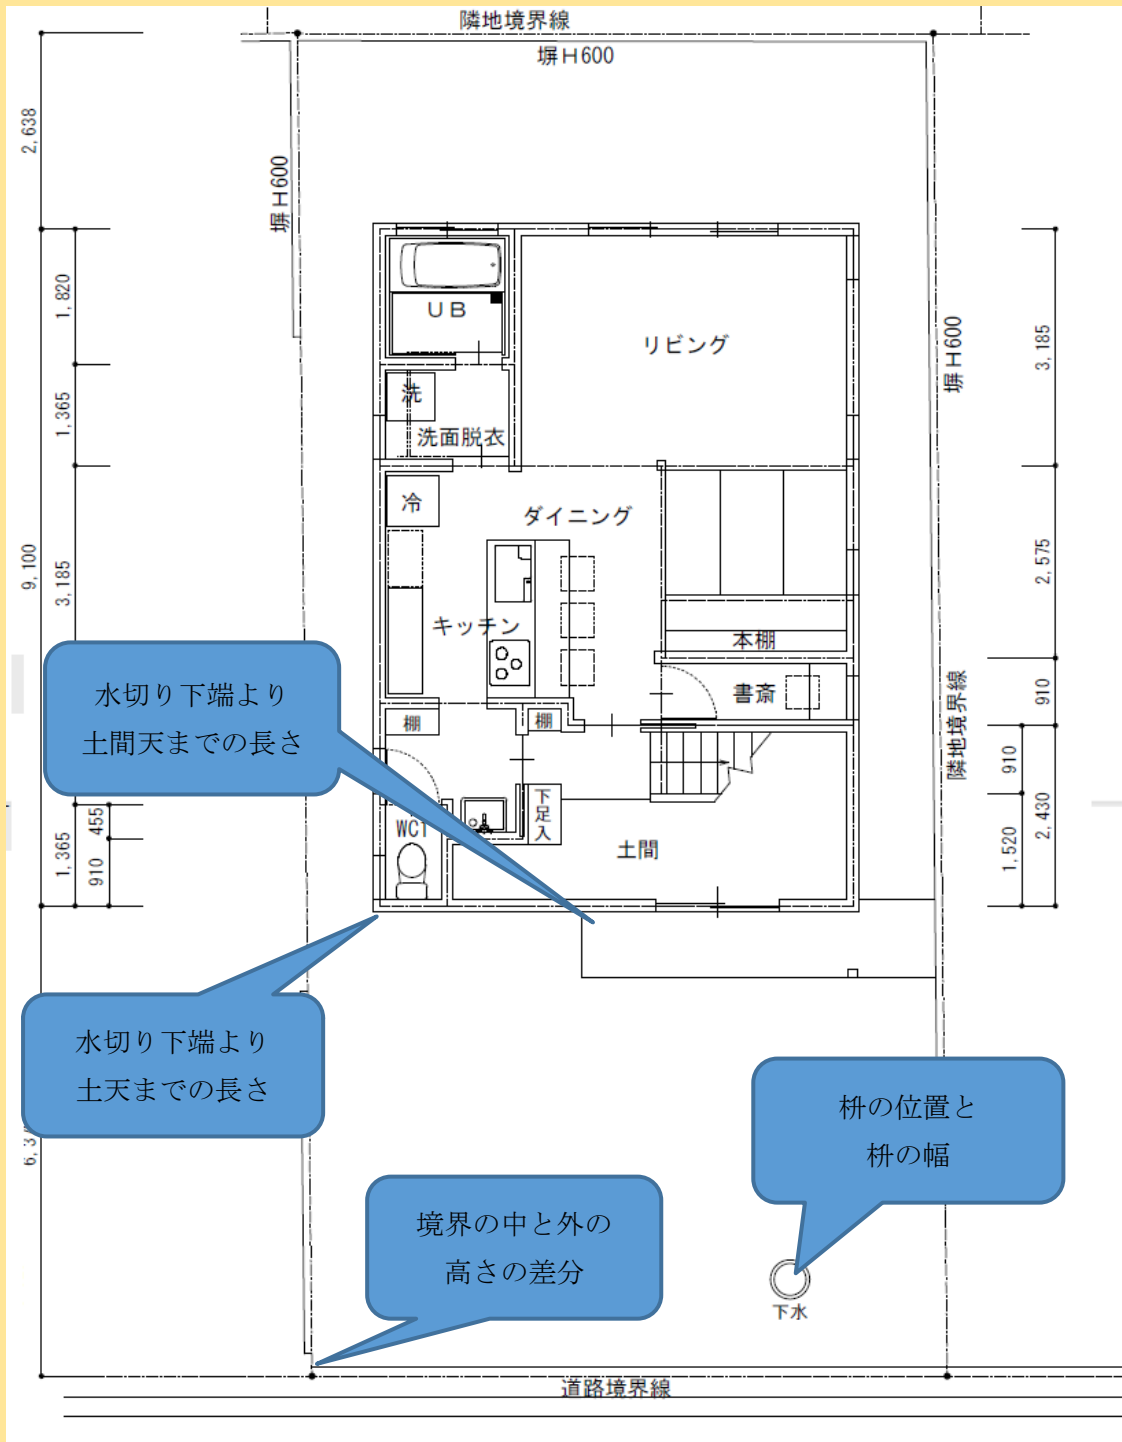 隣地境界線
塀H600
2,638
塀H600
1,820
UB
リビング
塀H600
3,185
洗
1,365
洗面脱衣
冷
ダイニング
9,100
3,185
2,575
キッチン
本棚
水切り下端より
土間天までの長さ
書斎
910
隣地境界線
棚
棚
910
下足入
455
WC1
土間
1,365
910
1,520
2,430
水切り下端より
土天までの長さ
枡の位置と
枡の幅
境界の中と外の
高さの差分
下水
道路境界線